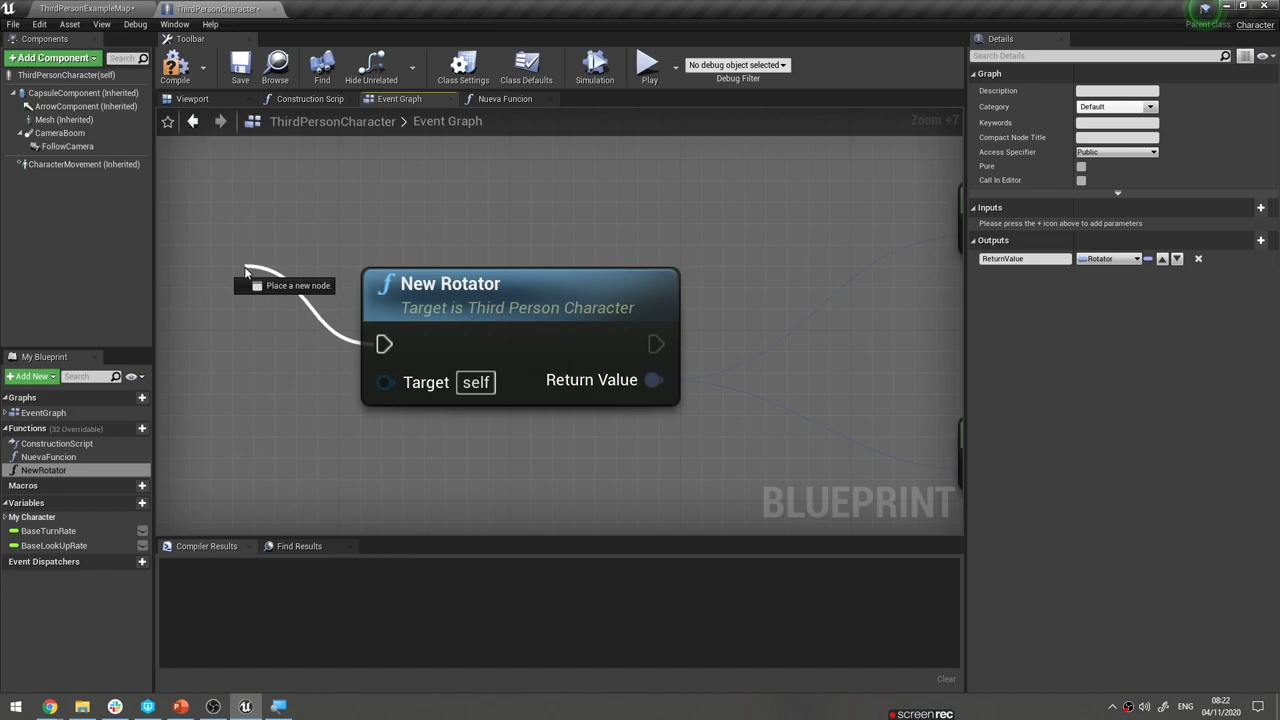 ThirdPersonExampleMap*
ThirdPersonCharacter*
File Edit Asset View Debug Window Help
Parent class: Character
Components
+Add Component
Search
ThirdPersonCharacter(self)
CapsuleComponent (Inherited)
ArrowComponent (Inherited)
Mesh (Inherited)
CameraBoom
FollowCamera
CharacterMovement (Inherited)
Toolbar
Compile
Save
Browse
Find
Hide Unrelated
Class Settings
Class Defaults
Simulation
Play
No debug object selected
Debug Filter
Viewport
Construction Scrip
Event Graph
Nueva Funcion
ThirdPersonCharacter > Event Graph
Zoom +7
Place a new node.
f New Rotator
Target is Third Person Character
Target self
Return Value
BLUEPRINT
My Blueprint
+Add New
Search
Graphs
EventGraph
Functions (32 Overridable)
ConstructionScript
NuevaFuncion
NewRotator
Macros
Variables
My Character
BaseTurnRate
BaseLookUpRate
Event Dispatchers
Compiler Results
Find Results
Clear
Details
Search Details
Graph
Description
Category Default
Keywords
Compact Node Title
Access Specifier Public
Pure
Call In Editor
Inputs
Please press the + icon above to add parameters
Outputs
ReturnValue Rotator
ENG
08:22
04/11/2020
screenrec